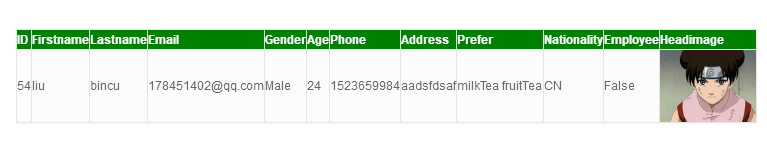 ID Firstname Lastname Email Gender Age Phone Address Prefer Nationality Employee Headimage
54 liu bincu 178451402@qq.com Male 24 1523659984 aadsfdsaf milkTea fruitTea CN False